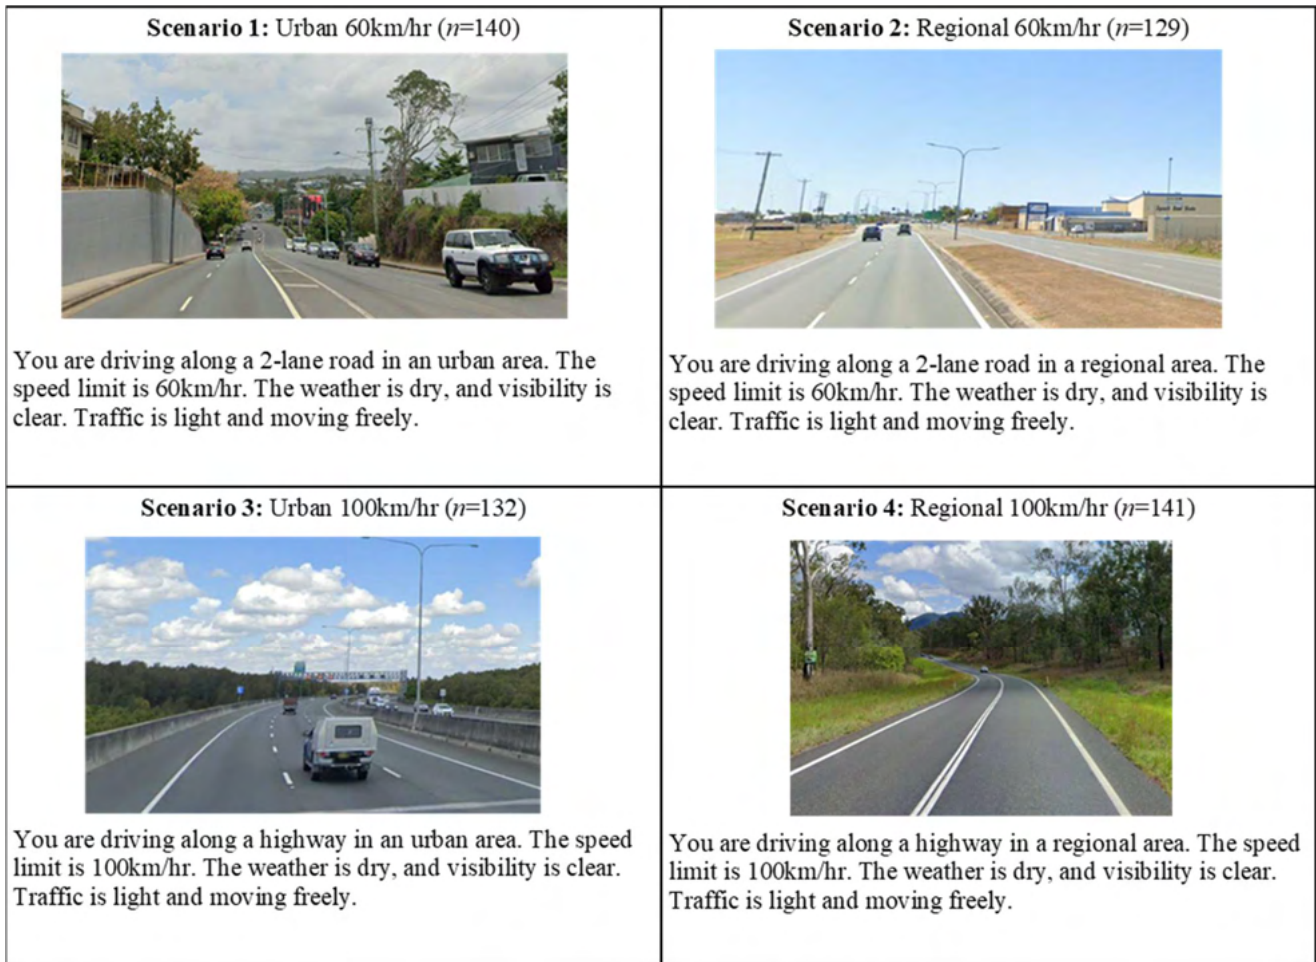 Scenario 1: Urban 60km/hr (n=140)
You are driving along a 2-lane road in an urban area. The
speed limit is 60km/hr. The weather is dry, and visibility is
clear. Traffic is light and moving freely.
Scenario 2: Regional 60km/hr (n=129)
You are driving along a 2-lane road in a regional area. The
speed limit is 60km/hr. The weather is dry, and visibility is
clear. Traffic is light and moving freely.
Scenario 3: Urban 100km/hr (n=132)
You are driving along a highway in an urban area. The speed
limit is 100km/hr. The weather is dry, and visibility is clear.
Traffic is light and moving freely.
Scenario 4: Regional 100km/hr (n=141)
You are driving along a highway in a regional area. The speed
limit is 100km/hr. The weather is dry, and visibility is clear.
Traffic is light and moving freely.